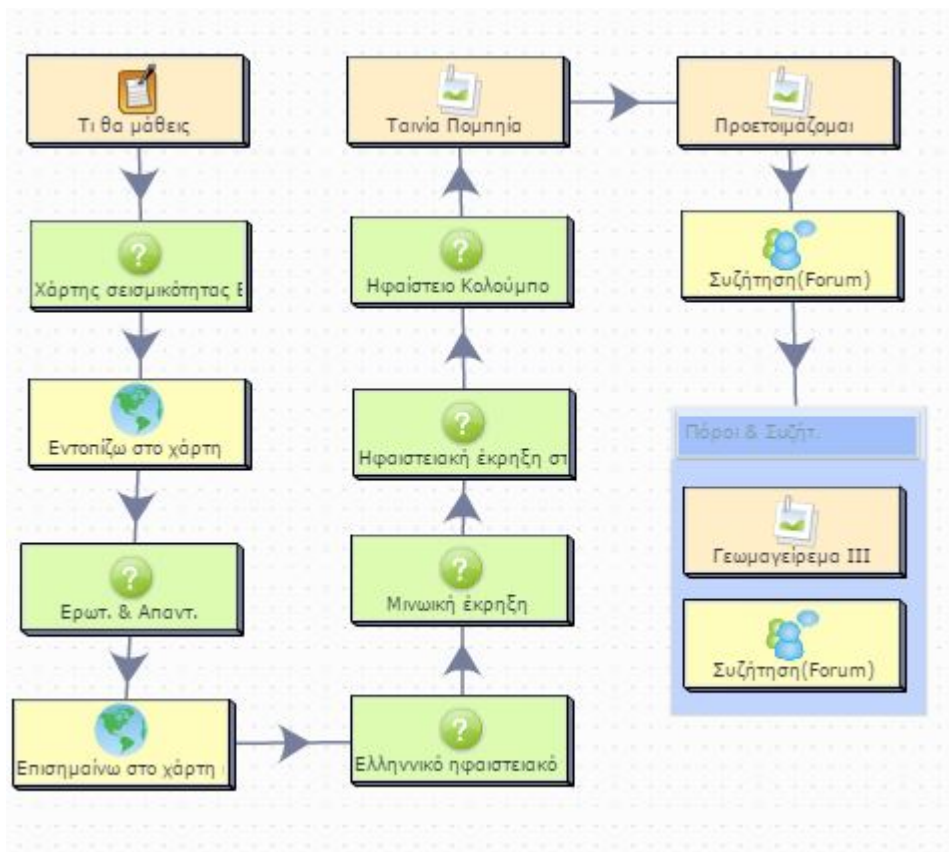 Τι θα μάθεις
Χάρτης σεισμικότητας Ε
Εντοπίζω στο χάρτη
Ερωτ. & Απαντ.
Επισημαίνω στο χάρτη
Ελληννικό ηφαιστειακό
Μινωική έκρηξη
Ηφαιστειακή έκρηξη στ
Ηφαίστειο Κολούμπο
Ταινία Πομπηία
Προετοιμάζομαι
Συζήτηση(Forum)
Πόροι & Συζήτ.
Γεωμαγείρεμα ΙΙΙ
Συζήτηση(Forum)